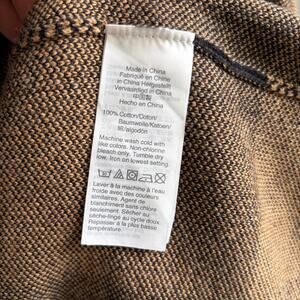 Made in China
Fabriqué en Chine
in China Hergestellt
Vervaardigd in China
中国製
Hecho en China
100% Cotton/Coton/
Baumwolle/Katoen/
綿/algodón
Machine wash cold with
like colors. Non-chlorine
bleach only. Tumble dry
low. Iron on lowest setting.
Laver à la machine à l'eau
froide avec des couleurs
similaires. Agent de
blanchiment sans chlore
seulement. Sécher au
sèche-linge au cycle doux.
Repasser à la plus basse
température.